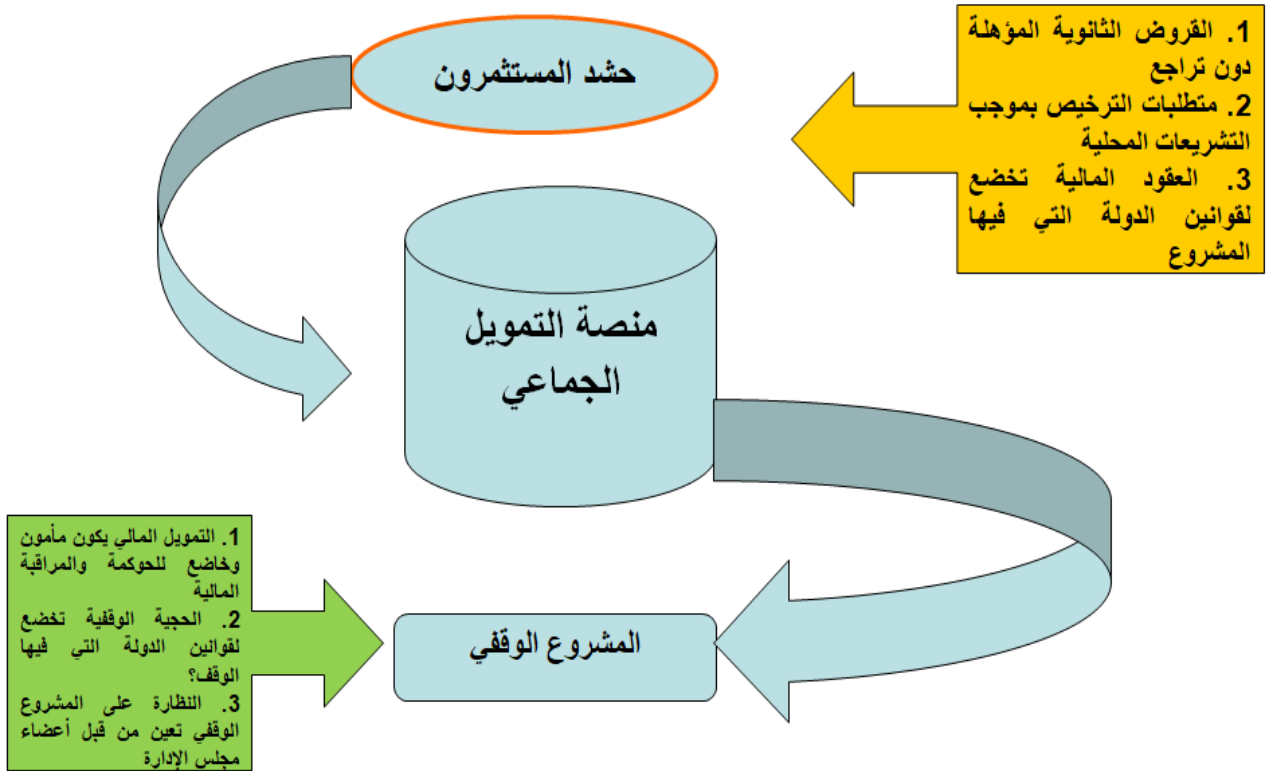 حشد المستثمرون
1. القروض الثانوية المؤهلة
دون تراجع
2. متطلبات الترخيص بموجب
التشريعات المحلية
3. العقود المالية تخضع
لقوانين الدولة التي فيها
المشروع
منصة التمويل
الجماعي
1. التمويل المالي يكون مأمون
وخاضع للحوكمة والمراقبة
المالية
2. الحجية الوقفية تخضع
لقوانين الدولة التي فيها
الوقف؟
3. النظارة على المشروع
الوقفي تعين من قبل أعضاء
مجلس الإدارة
المشروع الوقفي